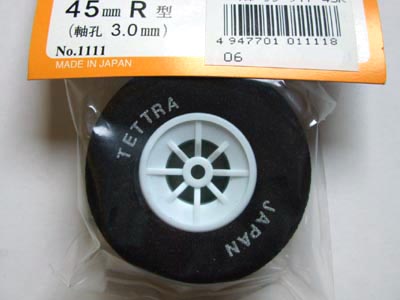 45mm R 型
(軸孔 3.0mm)
No.1111
MADE IN JAPAN
4 947701 011118
06
TETTRA
JAPAN